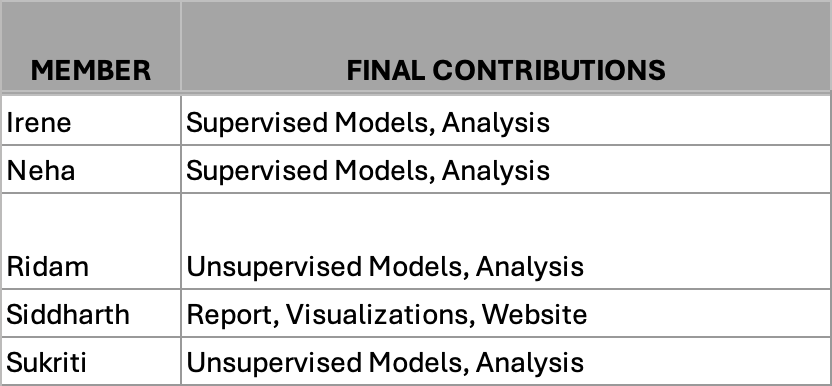 MEMBER FINAL CONTRIBUTIONS
Irene Supervised Models, Analysis
Neha Supervised Models, Analysis
Ridam Unsupervised Models, Analysis
Siddharth Report, Visualizations, Website
Sukriti Unsupervised Models, Analysis